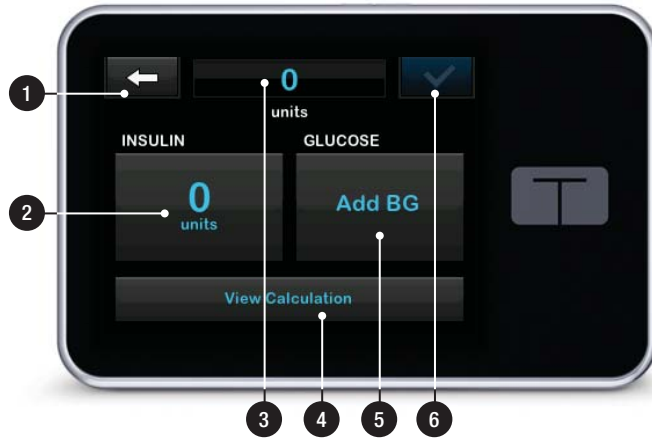 0
units
INSULIN
GLUCOSE
0
units
Add BG
View Calculation
1
2
3
4
5
6